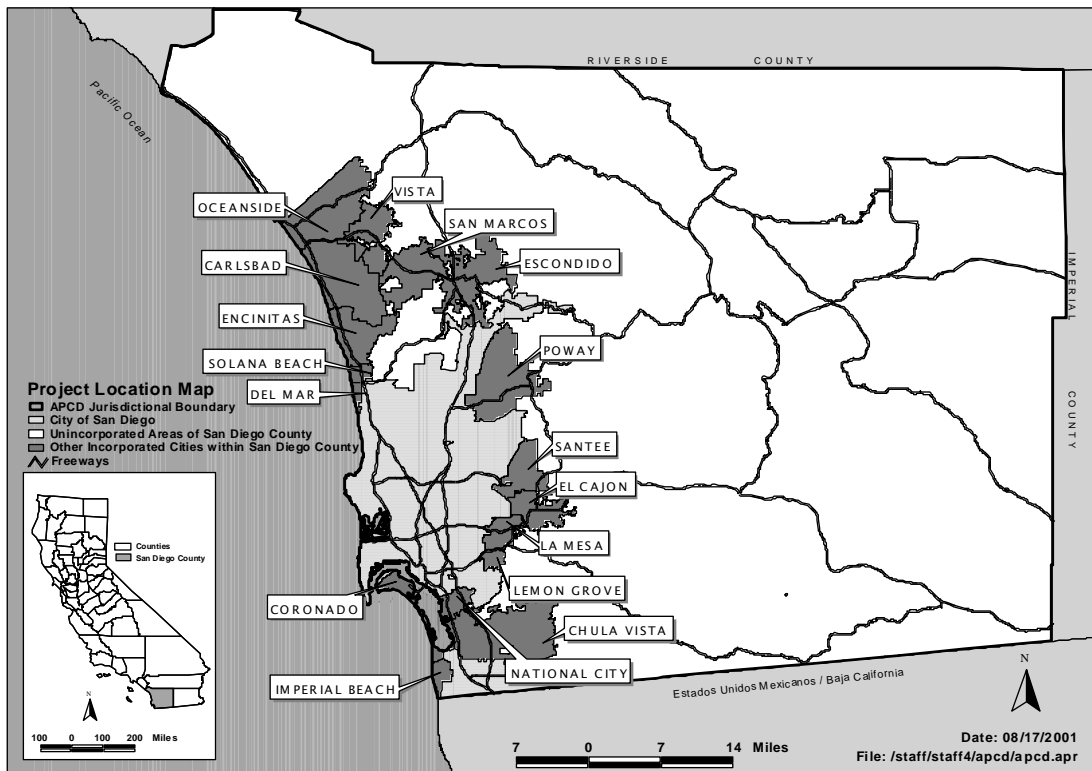 RIVERSIDE COUNTY
Pacific Ocean
VISTA
OCEANSIDE
SAN MARCOS
CARLSBAD
ESCONDIDO
IMPERIAL COUNTY
ENCINITAS
POWAY
SOLANA BEACH
DEL MAR
Project Location Map
APCD Jurisdictional Boundary
City of San Diego
Unincorporated Areas of San Diego County
Other Incorporated Cities within San Diego County
Freeways
SANTEE
EL CAJON
LA MESA
LEMON GROVE
CORONADO
CHULA VISTA
NATIONAL CITY
IMPERIAL BEACH
Counties
San Diego County
N
100 0 100 200 Miles
Estados Unidos Mexicanos / Baja California
N
7 0 7 14 Miles
Date: 08/17/2001
File: /staff/staff4/apcd/apcd.apr